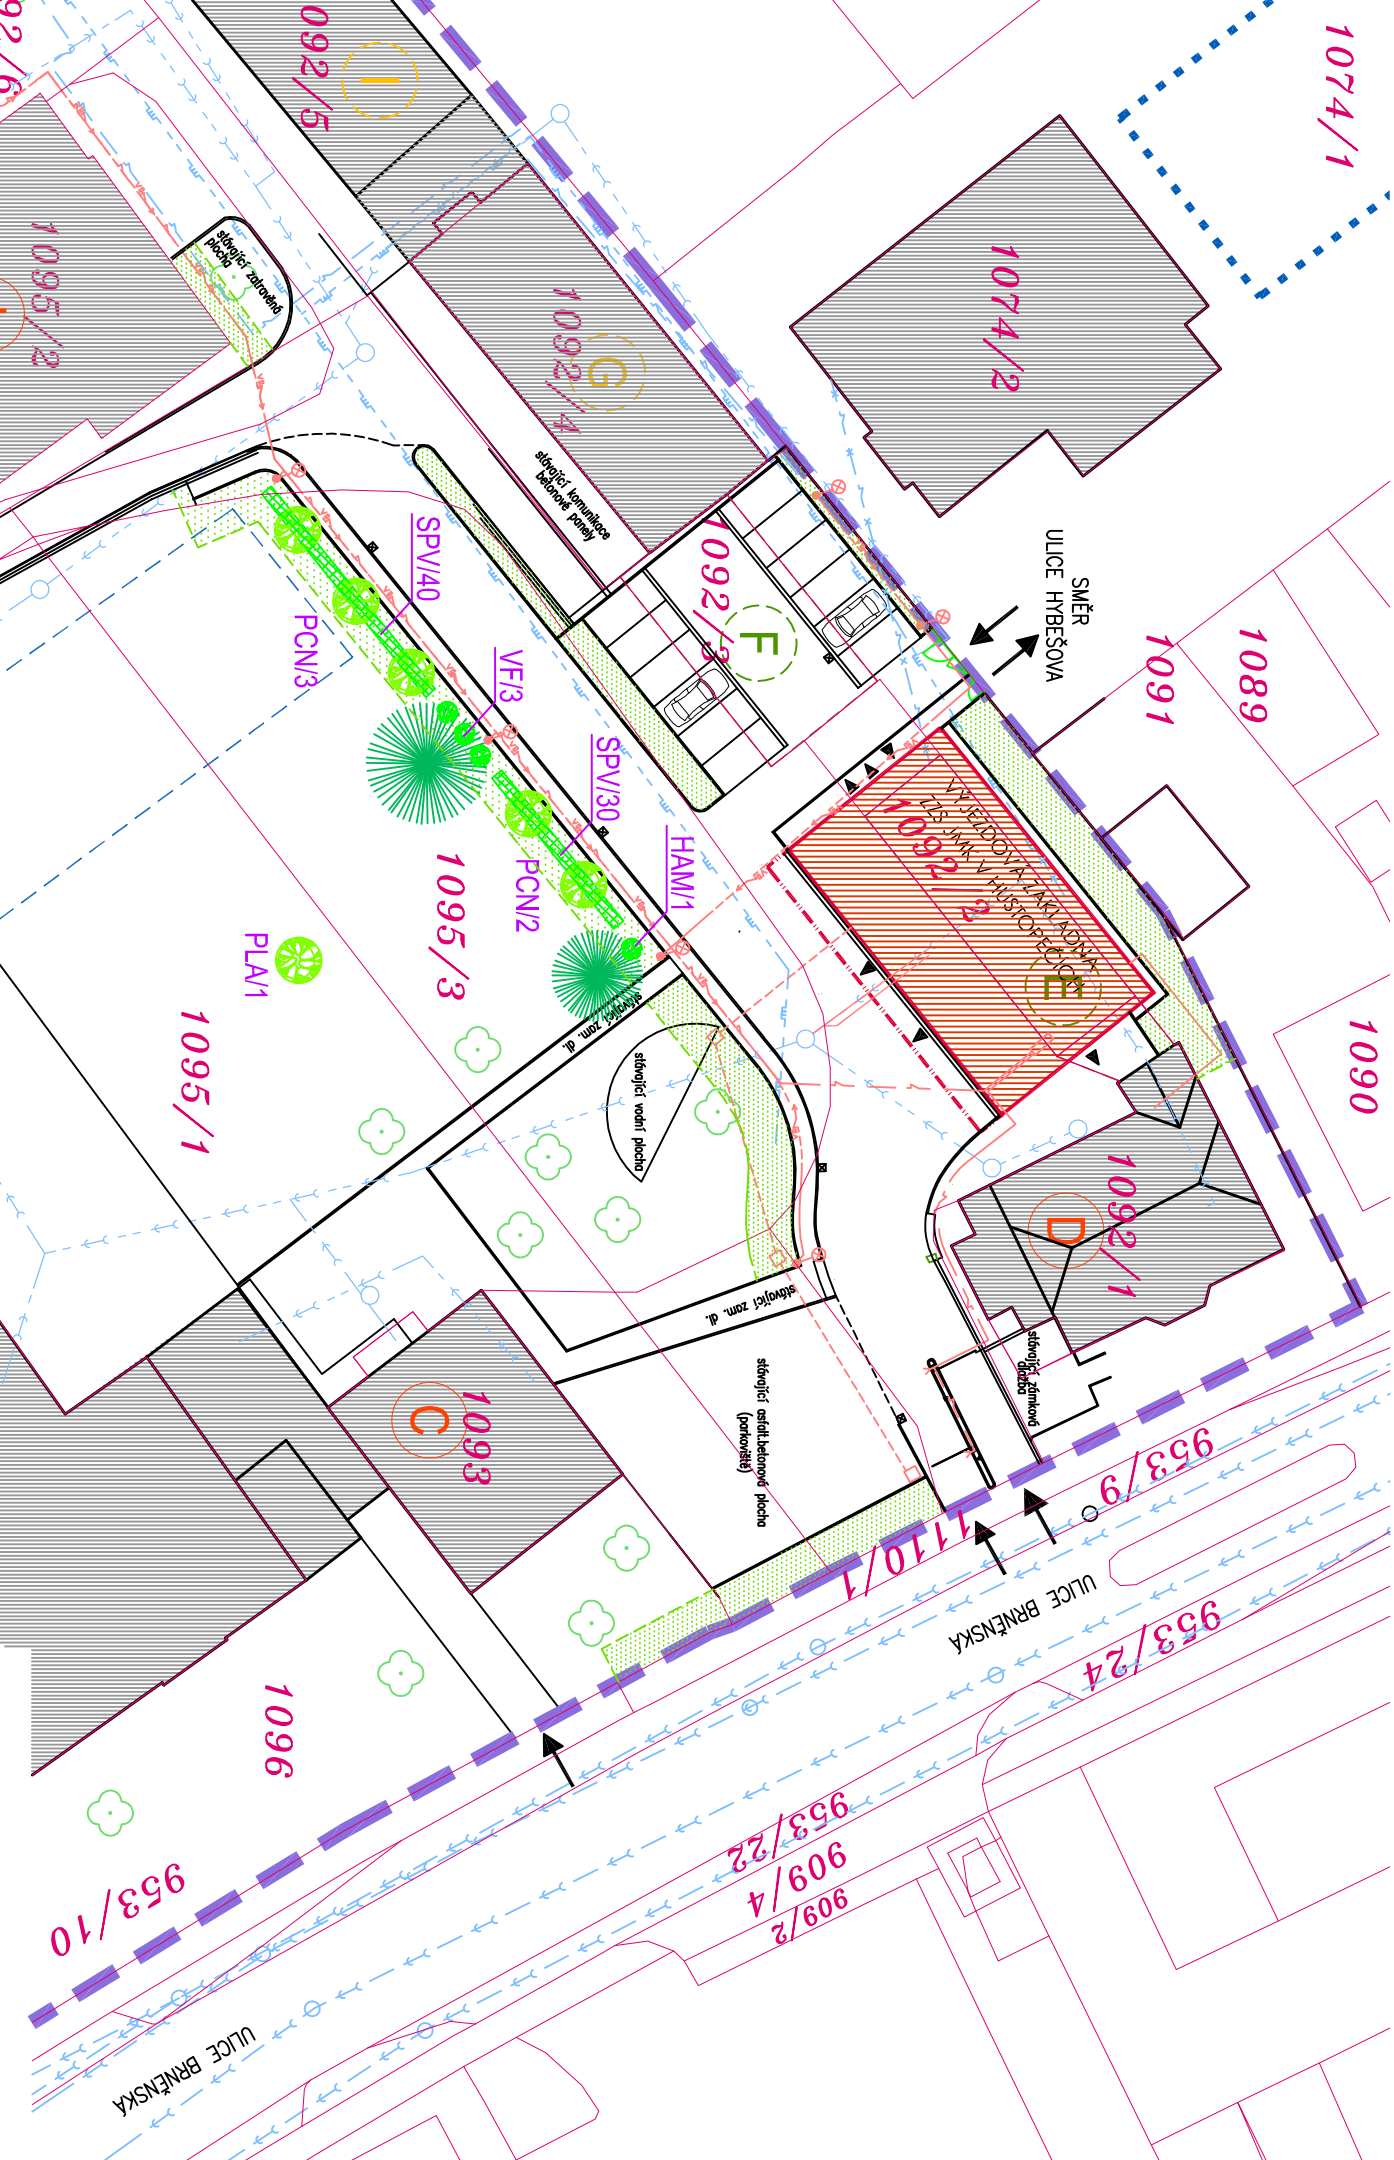 1074/1
092/5
I
1095/2
stávající zatravěná
plocha
1074/2
1092/4
G
stávající komunikace
betonové panely
SMĚR
ULICE HYBEŠOVA
1089
1091
1092/3
F
SPV/40
PCN/3
VF/3
SPV/30
PCN/2
HAM/1
PLA/1
1095/3
1095/1
VÝJEZDOVÁ ZÁKLADNA
ZZS JMK V HUSTOPEČÍCH
1092/2
E
1090
stávající zám. dl.
stávající vodní plocha
1092/1
D
stávající zám. dl.
stávající zámková
dlažba
stávající asfalt.betonová plocha
(parkoviště)
C
1093
953/9
1110/1
ULICE BRNĚNSKÁ
953/24
1096
953/22
909/4
909/2
953/10
ULICE BRNĚNSKÁ